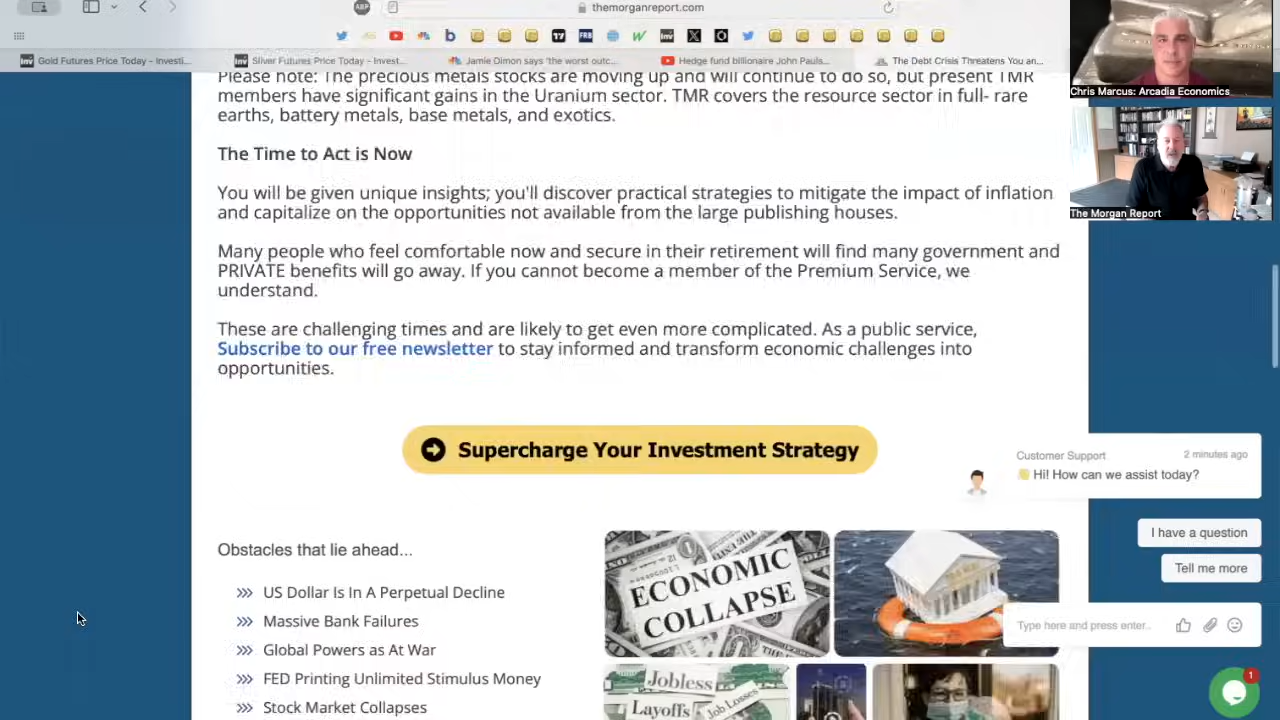 themorganreport.com
Gold Futures Price Today - Investi...
Silver Futures Price Today - Invest...
Jamie Dimon says 'the worst outc...
Hedge fund billionaire John Pauls...
The Debt Crisis Threatens You an...
Please note: The precious metals stocks are moving up and will continue to do so, but present TMR
members have significant gains in the Uranium sector. TMR covers the resource sector in full- rare
earths, battery metals, base metals, and exotics.
The Time to Act is Now
You will be given unique insights; you'll discover practical strategies to mitigate the impact of inflation
and capitalize on the opportunities not available from the large publishing houses.
Many people who feel comfortable now and secure in their retirement will find many government and
PRIVATE benefits will go away. If you cannot become a member of the Premium Service, we
understand.
These are challenging times and are likely to get even more complicated. As a public service,
Subscribe to our free newsletter to stay informed and transform economic challenges into
opportunities.
Supercharge Your Investment Strategy
Obstacles that lie ahead...
US Dollar Is In A Perpetual Decline
Massive Bank Failures
Global Powers as At War
FED Printing Unlimited Stimulus Money
Stock Market Collapses
ECONOMIC
COLLAPSE
Jobless
Layoffs
Job Losses
Chris Marcus: Arcadia Economics
The Morgan Report
Customer Support
2 minutes ago
Hi! How can we assist today?
I have a question
Tell me more
Type here and press enter..
1